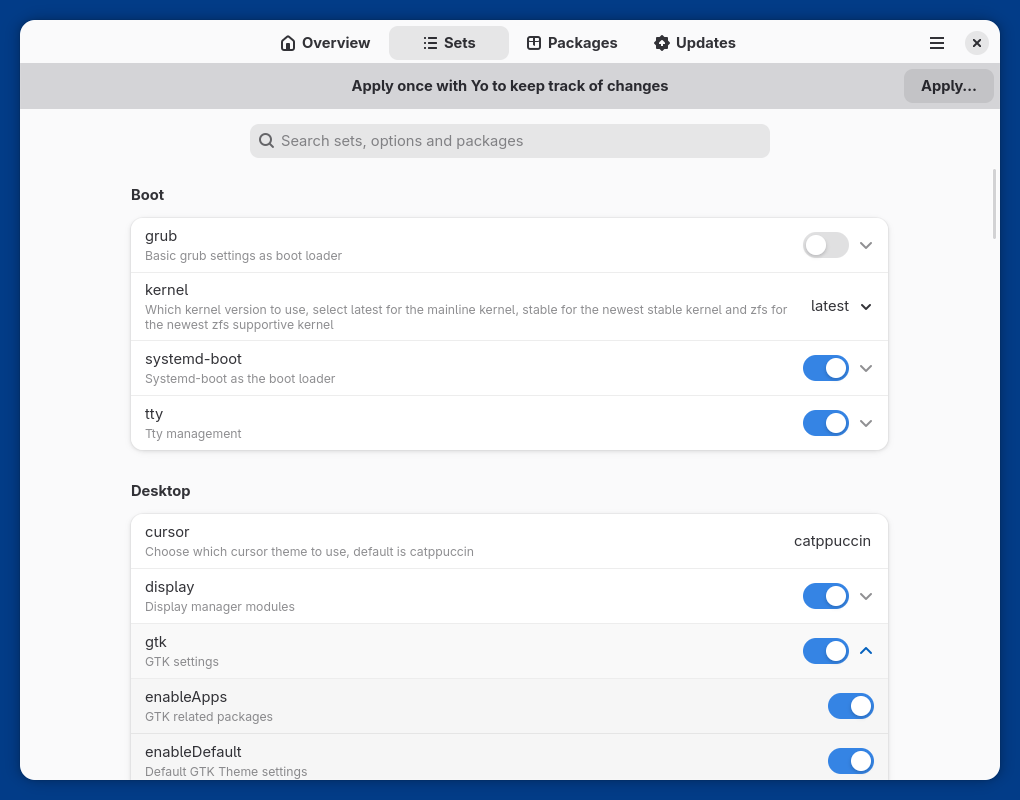 Overview
Sets
Packages
Updates
Apply once with Yo to keep track of changes
Apply...
Search sets, options and packages
Boot
grub
Basic grub settings as boot loader
kernel
Which kernel version to use, select latest for the mainline kernel, stable for the newest stable kernel and zfs for
the newest zfs supportive kernel
latest
systemd-boot
Systemd-boot as the boot loader
tty
Tty management
Desktop
cursor
Choose which cursor theme to use, default is catppuccin
catppuccin
display
Display manager modules
gtk
GTK settings
enableApps
GTK related packages
enableDefault
Default GTK Theme settings